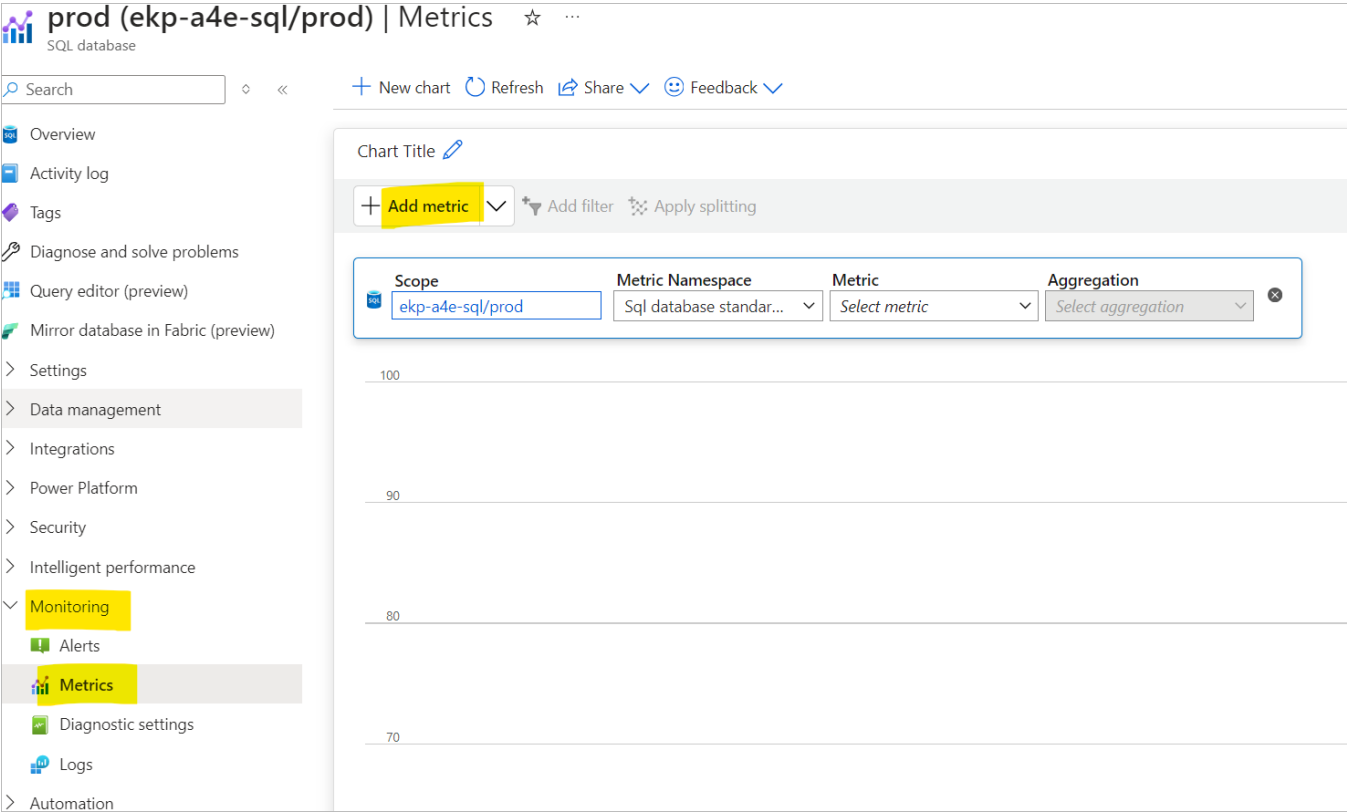 prod (ekp-a4e-sql/prod) | Metrics
SQL database
Search
New chart Refresh Share Feedback
Overview
Activity log
Tags
Diagnose and solve problems
Query editor (preview)
Mirror database in Fabric (preview)
Settings
Data management
Integrations
Power Platform
Security
Intelligent performance
Monitoring
Alerts
Metrics
Diagnostic settings
Logs
Automation
Chart Title
Add metric Add filter Apply splitting
Scope Metric Namespace Metric Aggregation
SQL ekp-a4e-sql/prod Sql database standar... Select metric Select aggregation
100
90
80
70